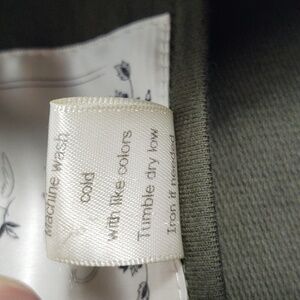 Machine wash
cold
with like colors
Tumble dry low
Iron if needed